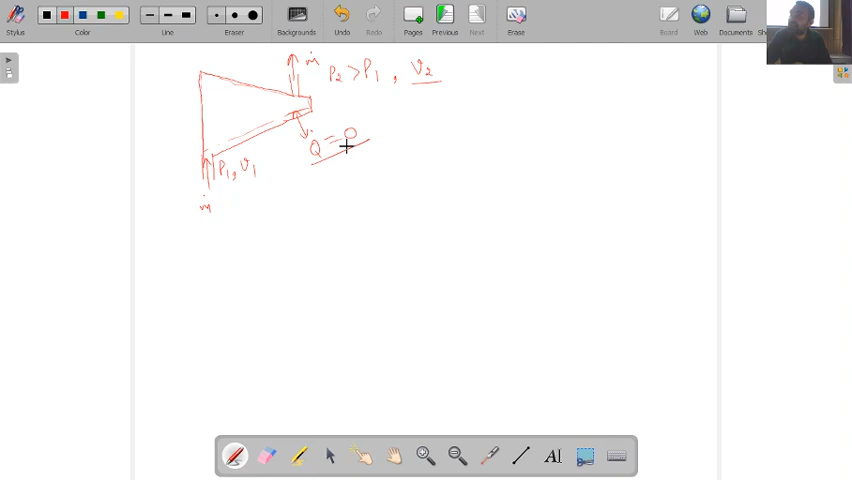 Stylus
Color
Line
Eraser
Undo
Pages
Previous
Next
Erase
Backgrounds
Board
Web
Documents
ṁ
P₂ > P₁ , v₂
Q̇ = 0
P₁, v₁
ṁ
AI